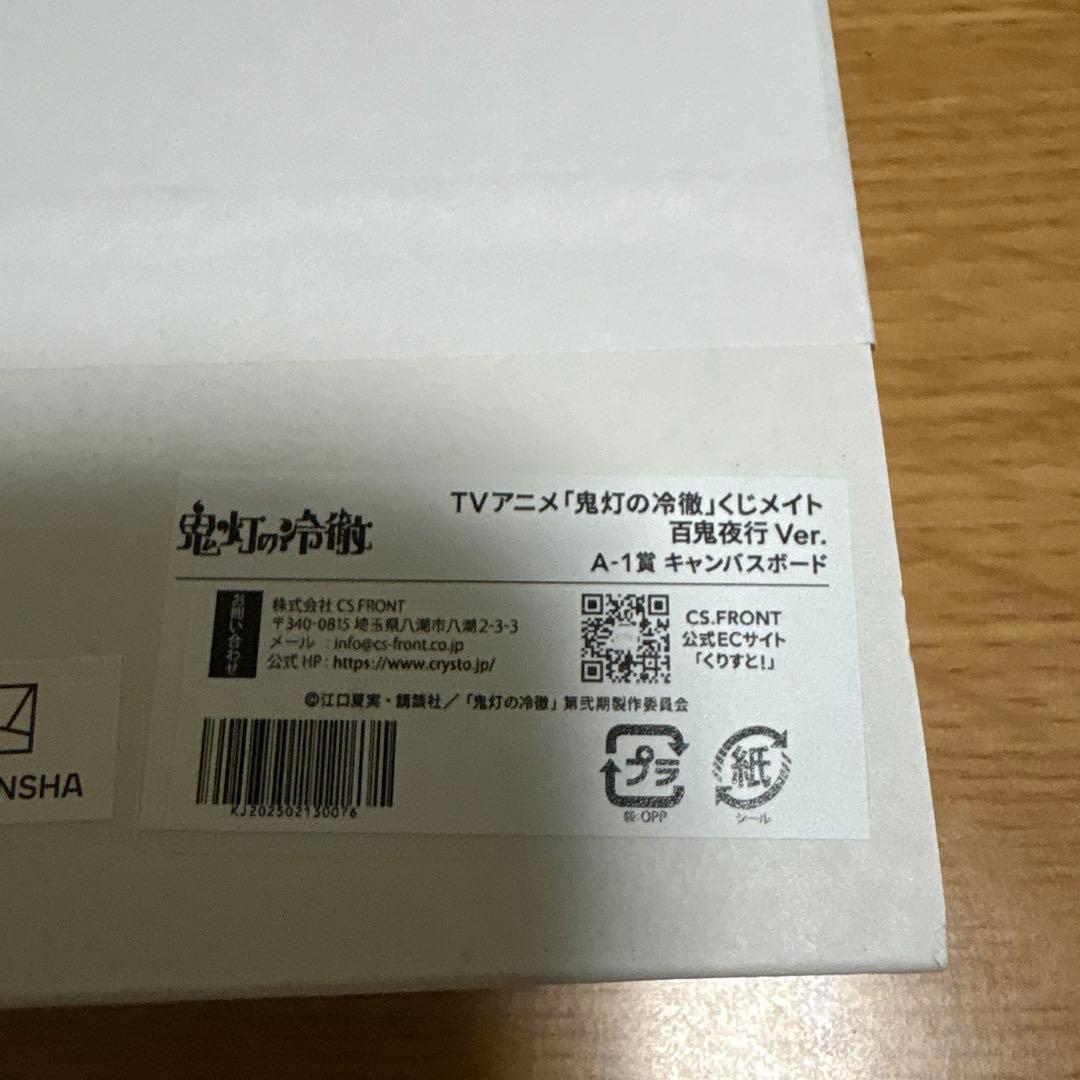 鬼灯の冷徹
TVアニメ「鬼灯の冷徹」くじメイト
百鬼夜行 Ver.
A-1賞 キャンバスボード
お問い合わせ
株式会社 CS.FRONT
〒340-0815 埼玉県八潮市八潮2-3-3
メール : info@cs-front.co.jp
公式 HP : https://www.crysto.jp/
CS.FRONT
公式ECサイト
「くりすと!」
©江口夏実・講談社/「鬼灯の冷徹」第弐期製作委員会
KJ202502130076
プラ
袋:OPP
紙
シール
NSHA